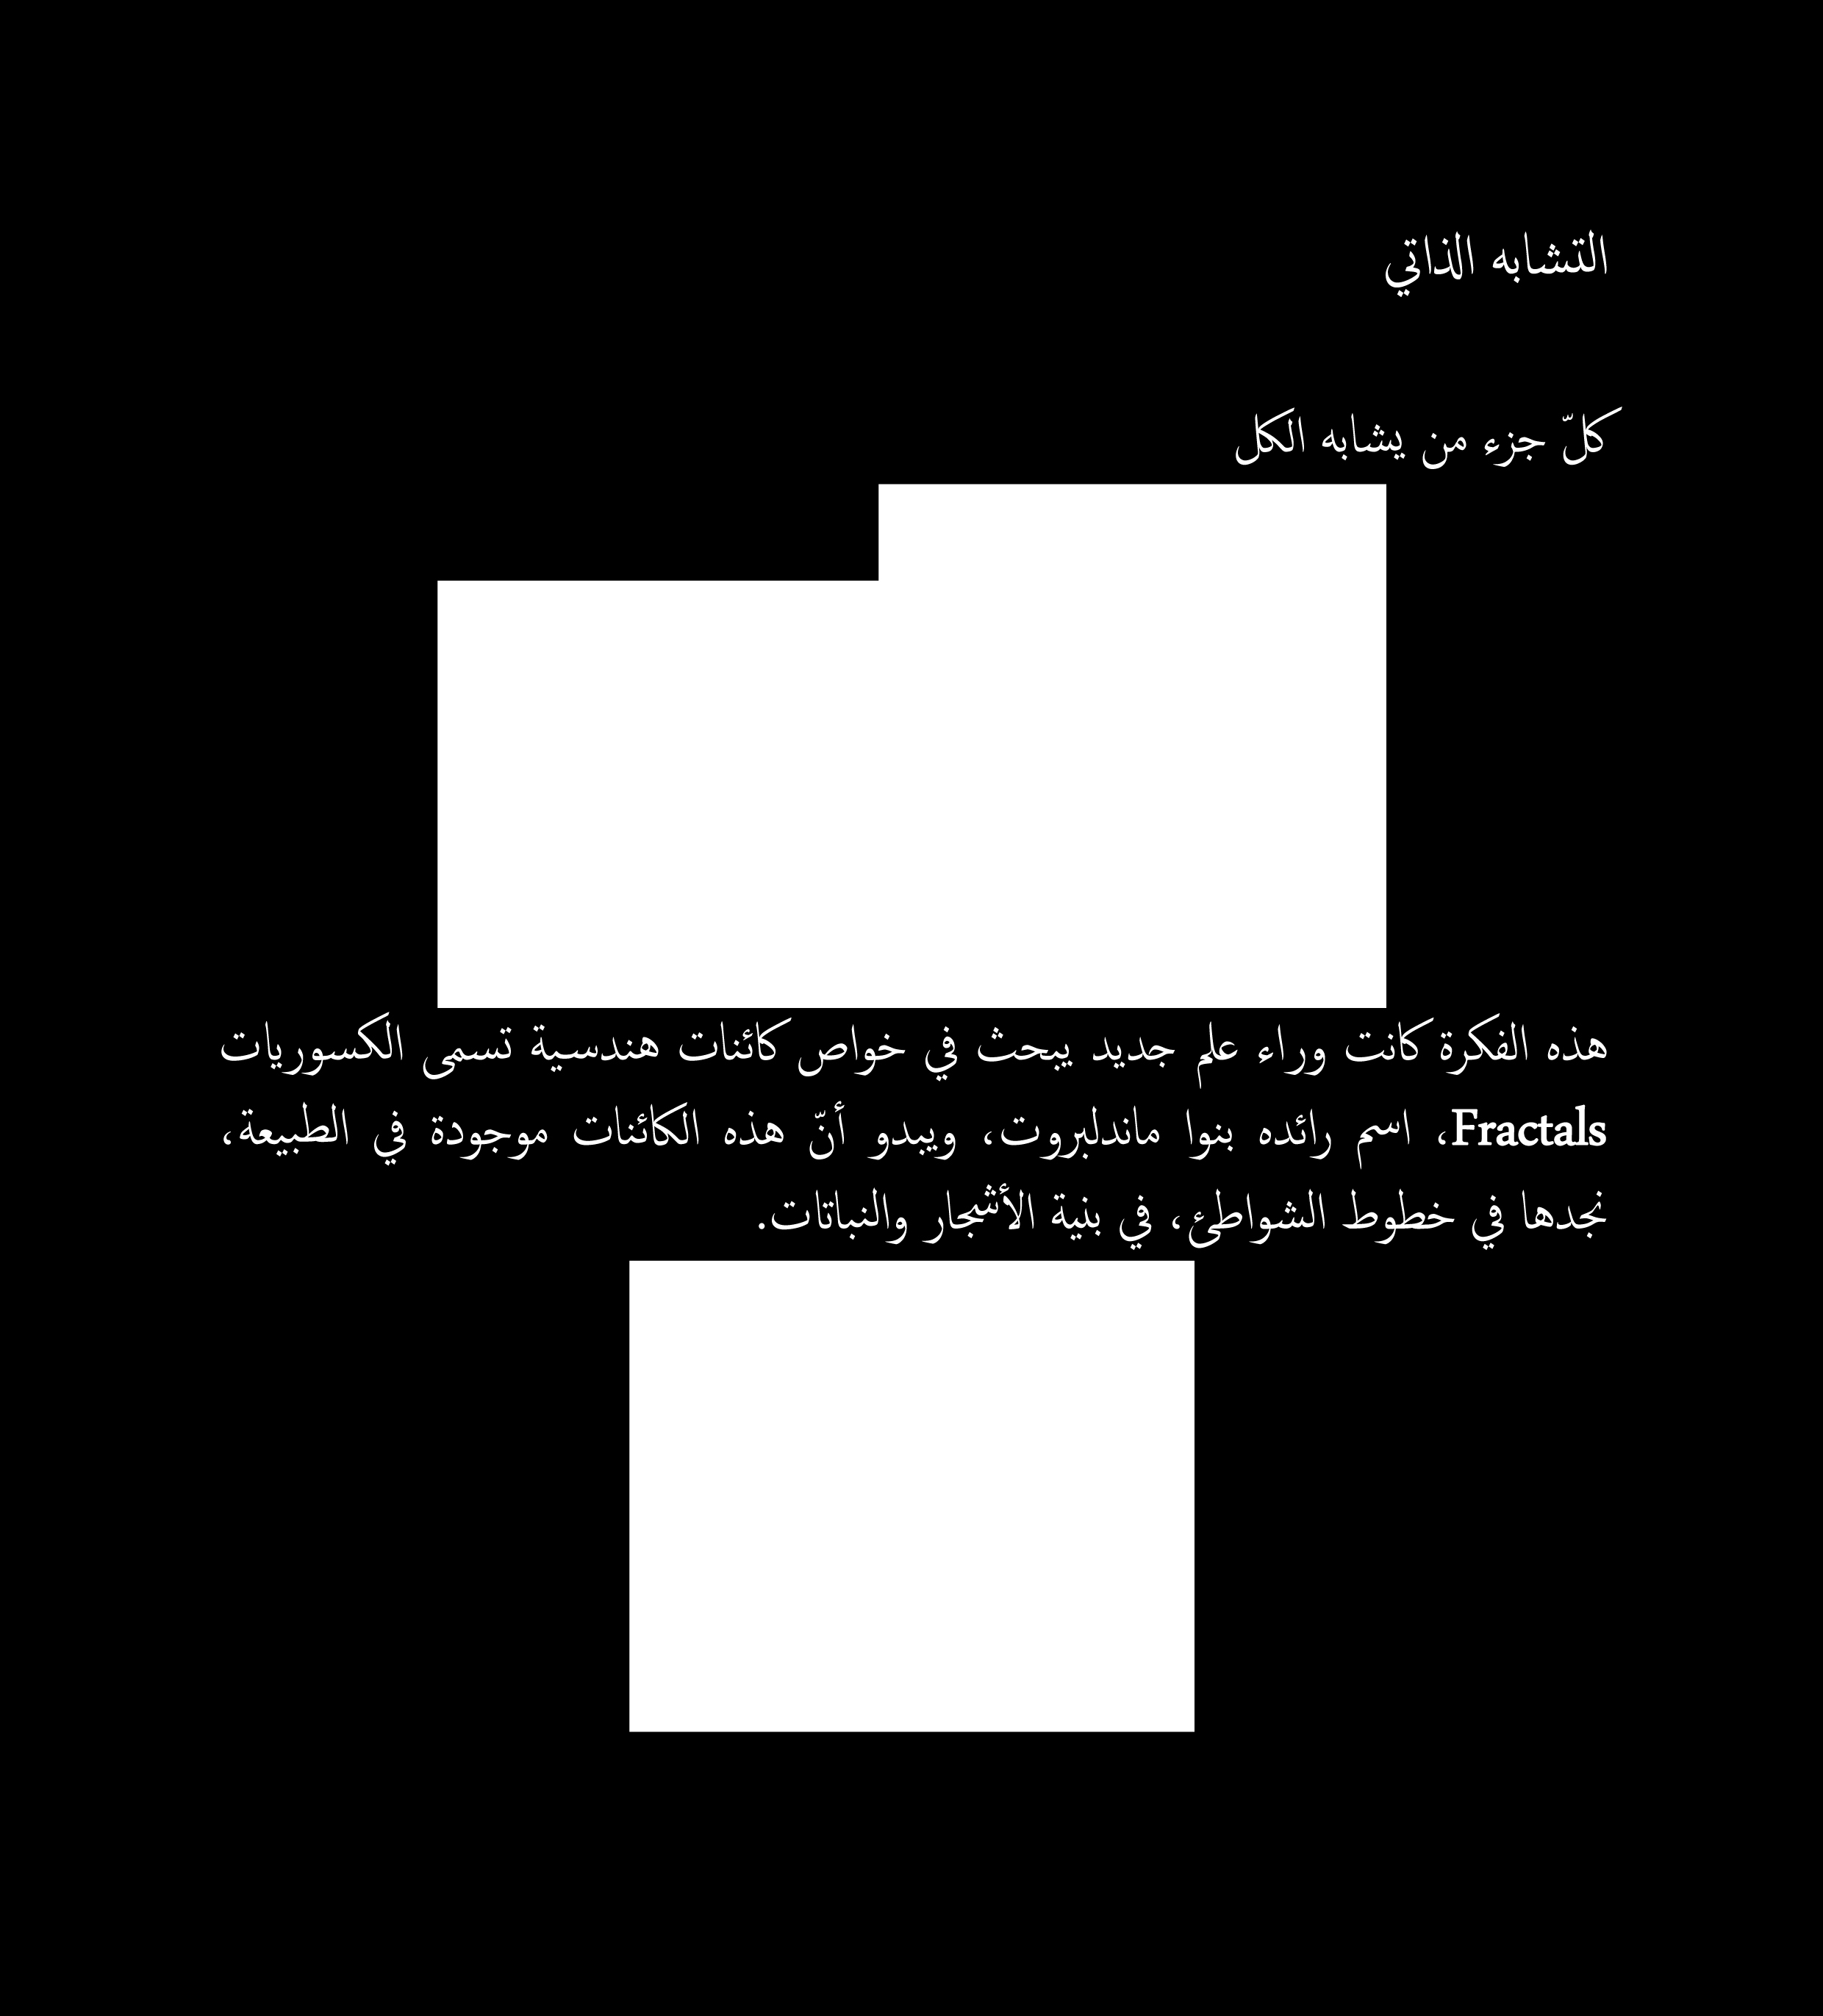 التشابه الذاتي
كلّ جزء من يشابه الكل
هذه الفكرة كانت وراء علم جديد يبحث في خواص كائنات هندسية تسمى الكسوريات
Fractals، اسم رائده بنوا ماندلبروت، ويبدو أنّ هذه الكائنات موجودة في الطبيعة،
نجدها في خطوط الشواطئ، في بنية الأشجار والنباتات.